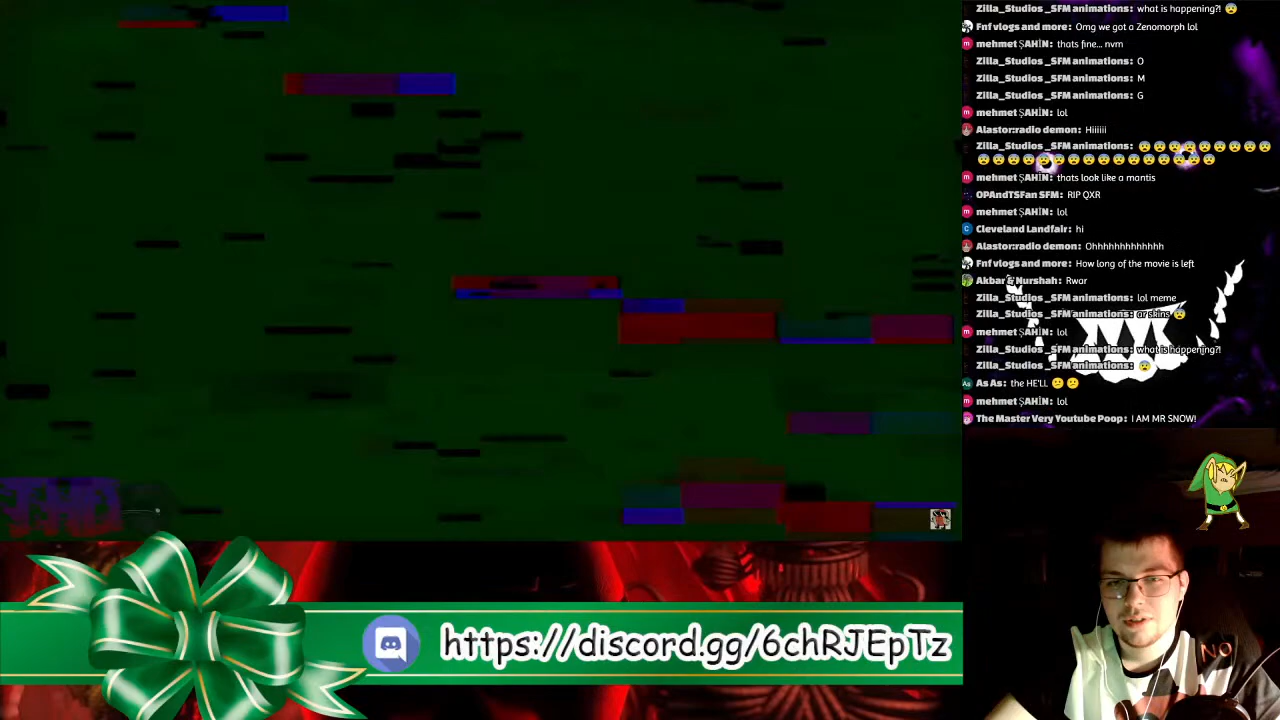 Zilla_Studios _SFM animations: what is happening?! 😨
Fnf vlogs and more: Omg we got a Zenomorph lol
mehmet ŞAHİN: thats fine... nvm
Zilla_Studios _SFM animations: O
Zilla_Studios _SFM animations: M
Zilla_Studios _SFM animations: G
mehmet ŞAHİN: lol
Alastor:radio demon: Hiiiiii
Zilla_Studios _SFM animations: 😨😨😨😨😨😨😨😨😨
😨😨😨😨😨😨😨😨😨😨😨😨😨😨😨😨
mehmet ŞAHİN: thats look like a mantis
OPAndTSFan SFM: RIP QXR
mehmet ŞAHİN: lol
Cleveland Landfair: hi
Alastor:radio demon: Ohhhhhhhhhhhh
Fnf vlogs and more: How long of the movie is left
Akbar & Nurshah: Rwar
Zilla_Studios _SFM animations: lol meme
Zilla_Studios _SFM animations: ar skins 😨
mehmet ŞAHİN: lol
Zilla_Studios _SFM animations: what is happening?!
Zilla_Studios _SFM animations: 😨
As As: the HE'LL 😕 😕
mehmet ŞAHİN: lol
The Master Very Youtube Poop: I AM MR SNOW!
https://discord.gg/6chRJEpTz
NO